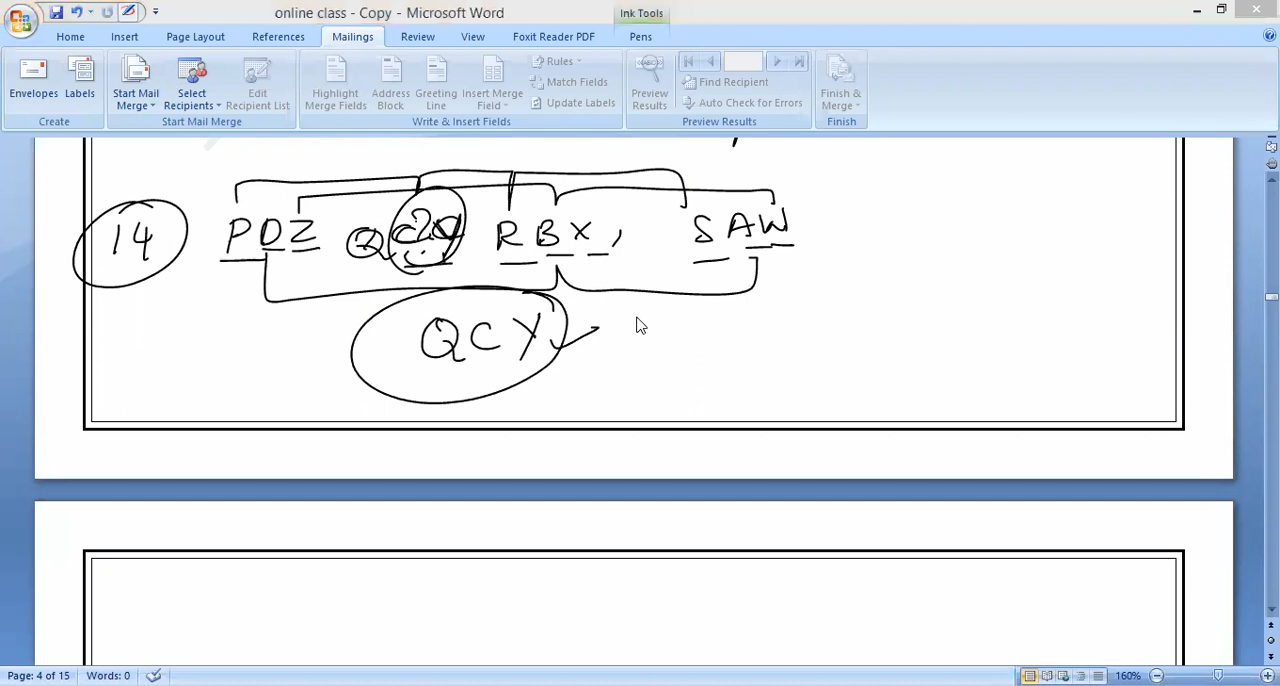 online class - Copy - Microsoft Word
Ink Tools
Home Insert Page Layout References Mailings Review View Foxit Reader PDF Pens
Envelopes Labels
Start Mail Merge Select Recipients Edit Recipient List
Highlight Merge Fields Address Block Greeting Line Insert Merge Field
Rules
Match Fields
Update Labels
Preview Results
Find Recipient
Auto Check for Errors
Finish & Merge
Create Start Mail Merge Write & Insert Fields Preview Results Finish
14 PDZ Q RBX, SAW
QCY
Page: 4 of 15 Words: 0 160%